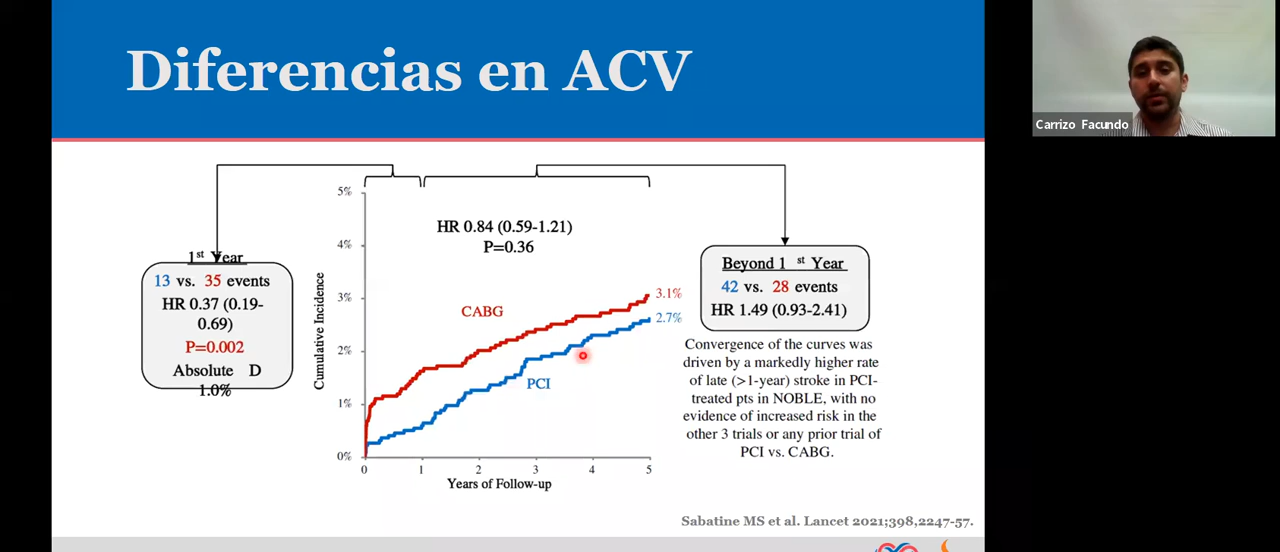 Diferencias en ACV
Carrizo Facundo
1st Year
13 vs. 35 events
HR 0.37 (0.19-
0.69)
P=0.002
Absolute D
1.0%
5%
4%
3%
2%
1%
0%
Cumulative Incidence
HR 0.84 (0.59-1.21)
P=0.36
CABG
PCI
3.1%
2.7%
0 1 2 3 4 5
Years of Follow-up
Beyond 1 st Year
42 vs. 28 events
HR 1.49 (0.93-2.41)
Convergence of the curves was
driven by a markedly higher rate
of late (>1-year) stroke in PCI-
treated pts in NOBLE, with no
evidence of increased risk in the
other 3 trials or any prior trial of
PCI vs. CABG.
Sabatine MS et al. Lancet 2021;398,2247-57.